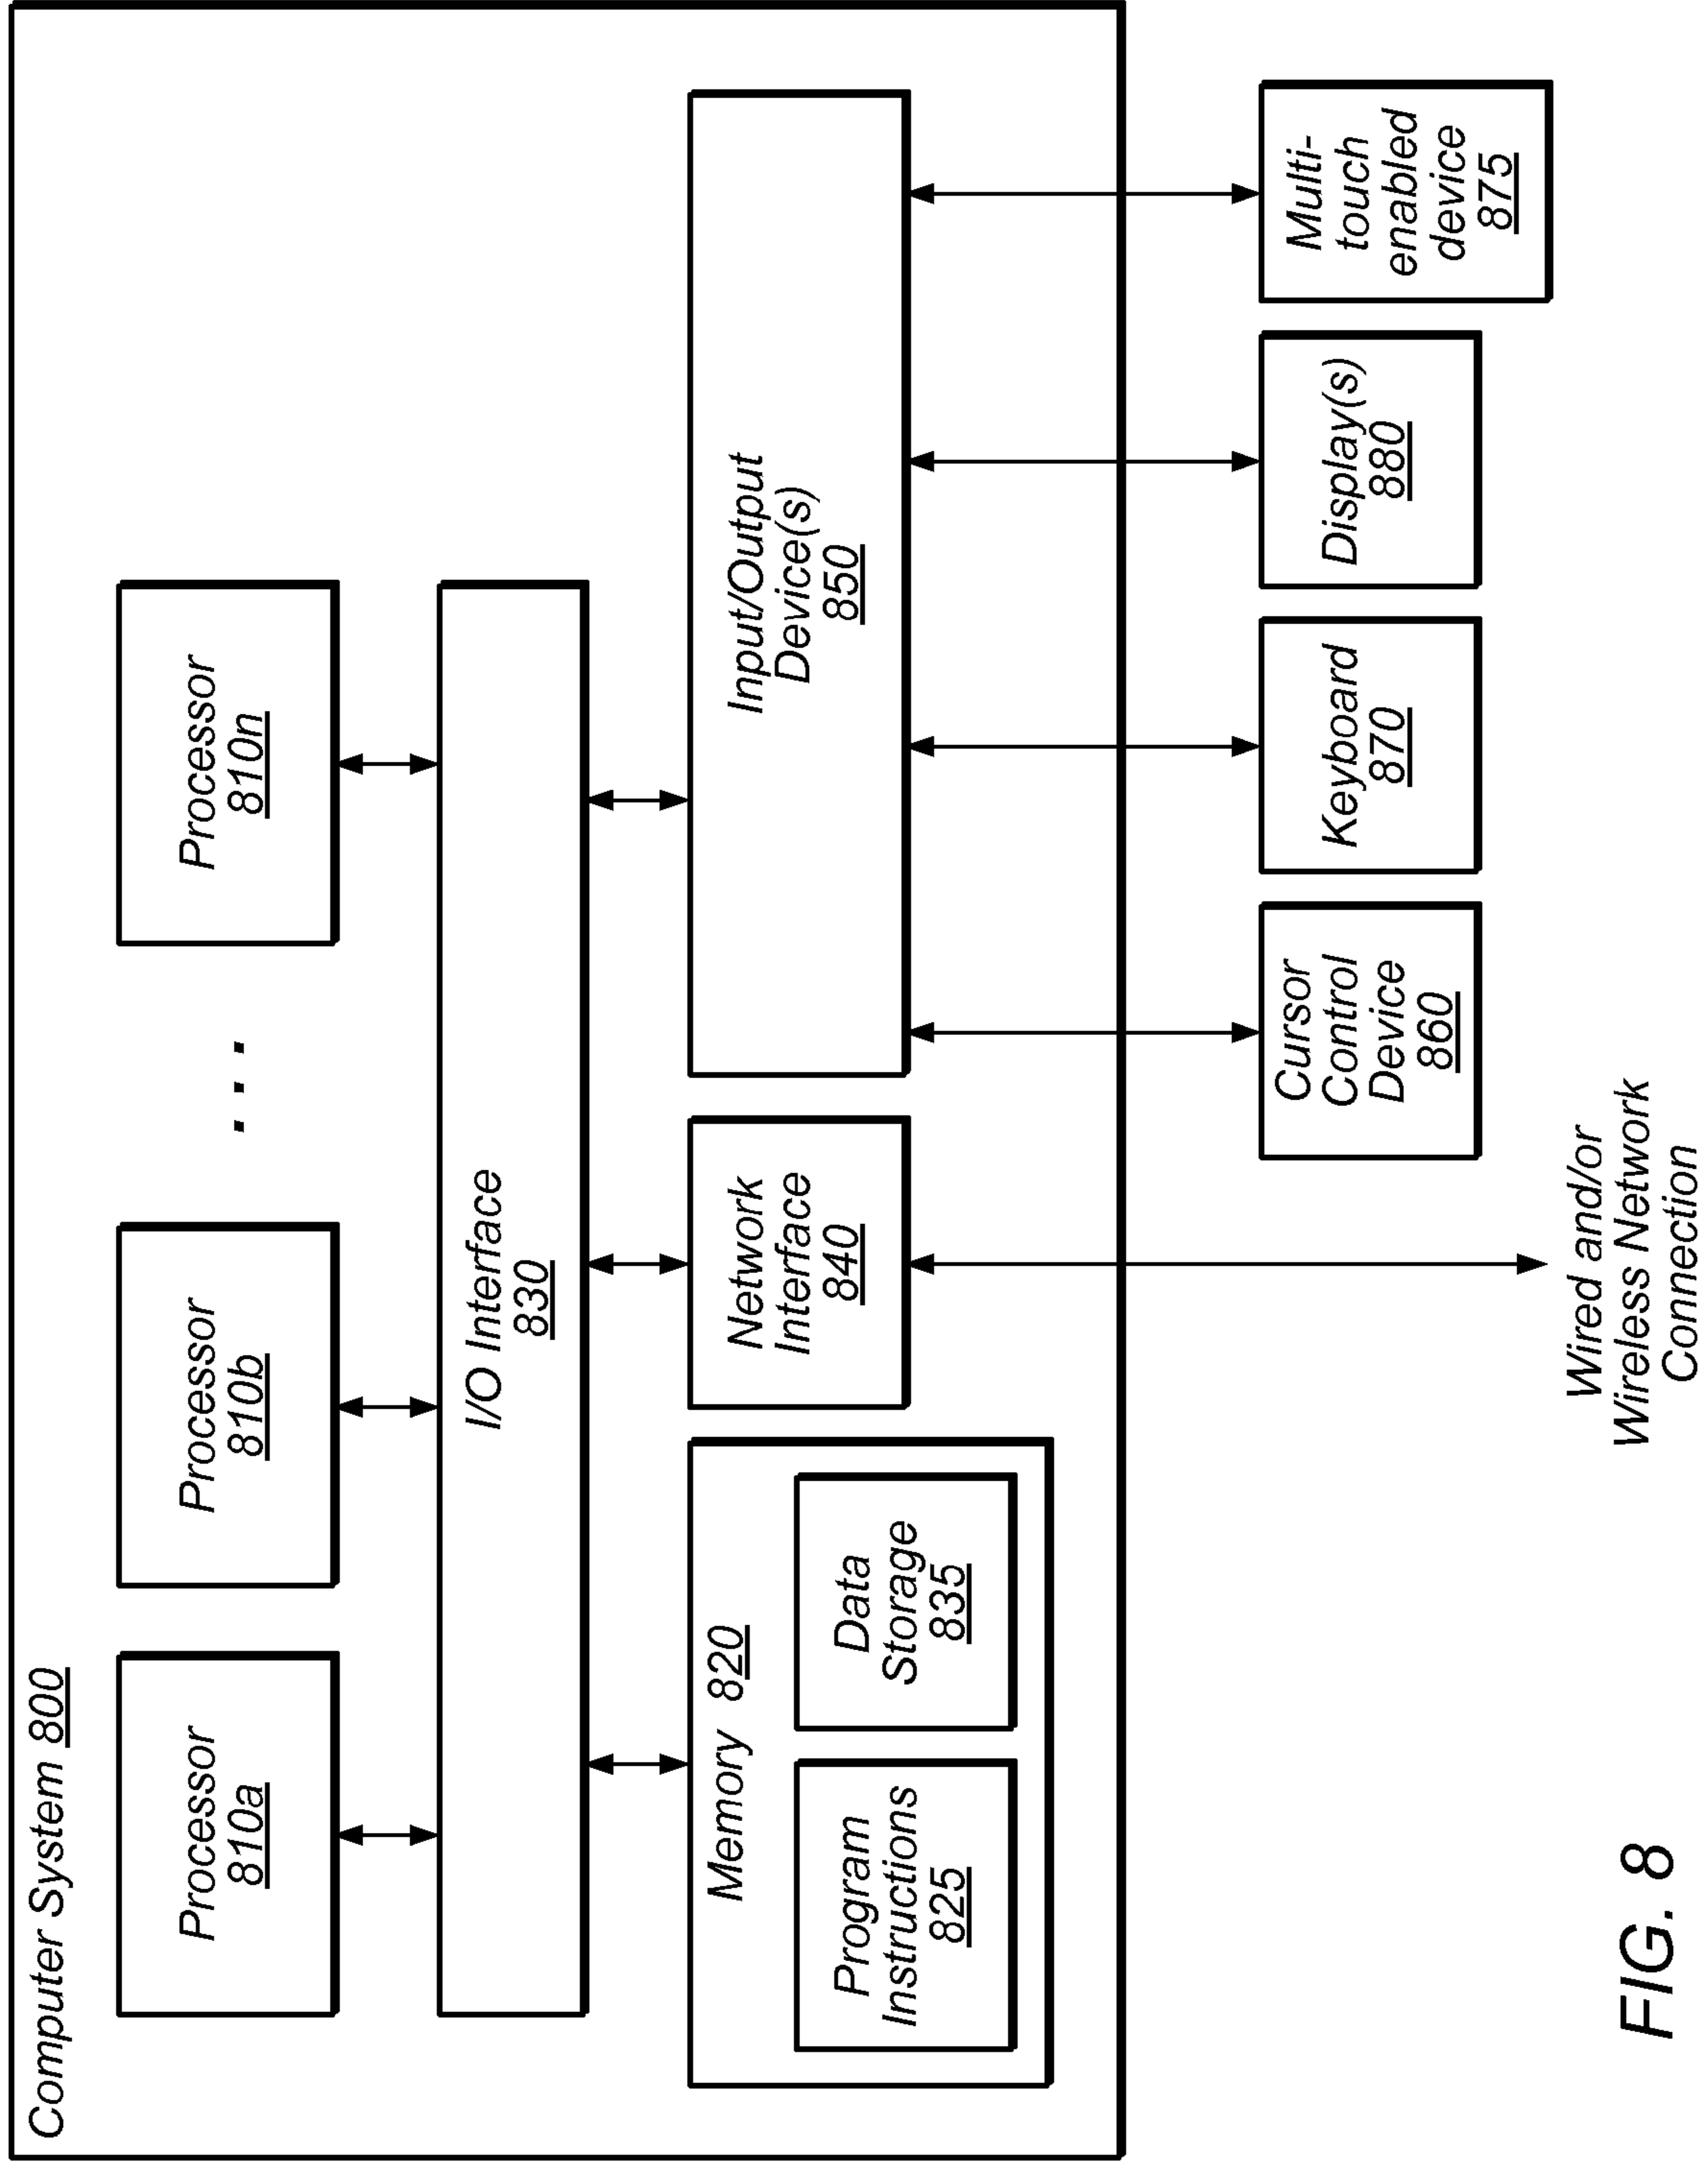 Computer System 800
Processor
810a
Processor
810b
. . .
Processor
810n
I/O Interface
830
Memory 820
Program
Instructions
825
Data
Storage
835
Network
Interface
840
Input/Output
Device(s)
850
Wired and/or
Wireless Network
Connection
Cursor
Control
Device
860
Keyboard
870
Display(s)
880
Multi-
touch
enabled
device
875
FIG. 8